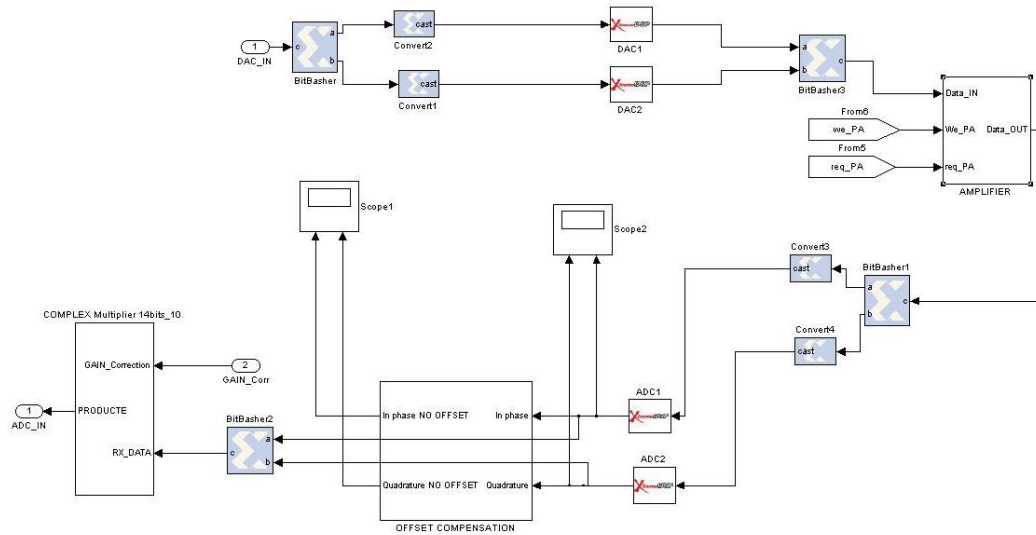 1
DAC_IN
c
a
b
BitBasher
cast
Convert2
cast
Convert1
DAC1
DAC2
a
b
c
BitBasher3
From6
we_PA
From5
req_PA
Data_IN
We_PA
Data_OUT
req_PA
AMPLIFIER
Scope1
Scope2
Convert3
cast
BitBasher1
a
b
c
Convert4
cast
COMPLEX Multiplier 14bits_10
GAIN_Correction
PRODUCTE
RX_DATA
1
ADC_IN
2
GAIN_Corr
BitBasher2
a
c
b
In phase NO OFFSET
In phase
Quadrature NO OFFSET
Quadrature
OFFSET COMPENSATION
ADC1
ADC2